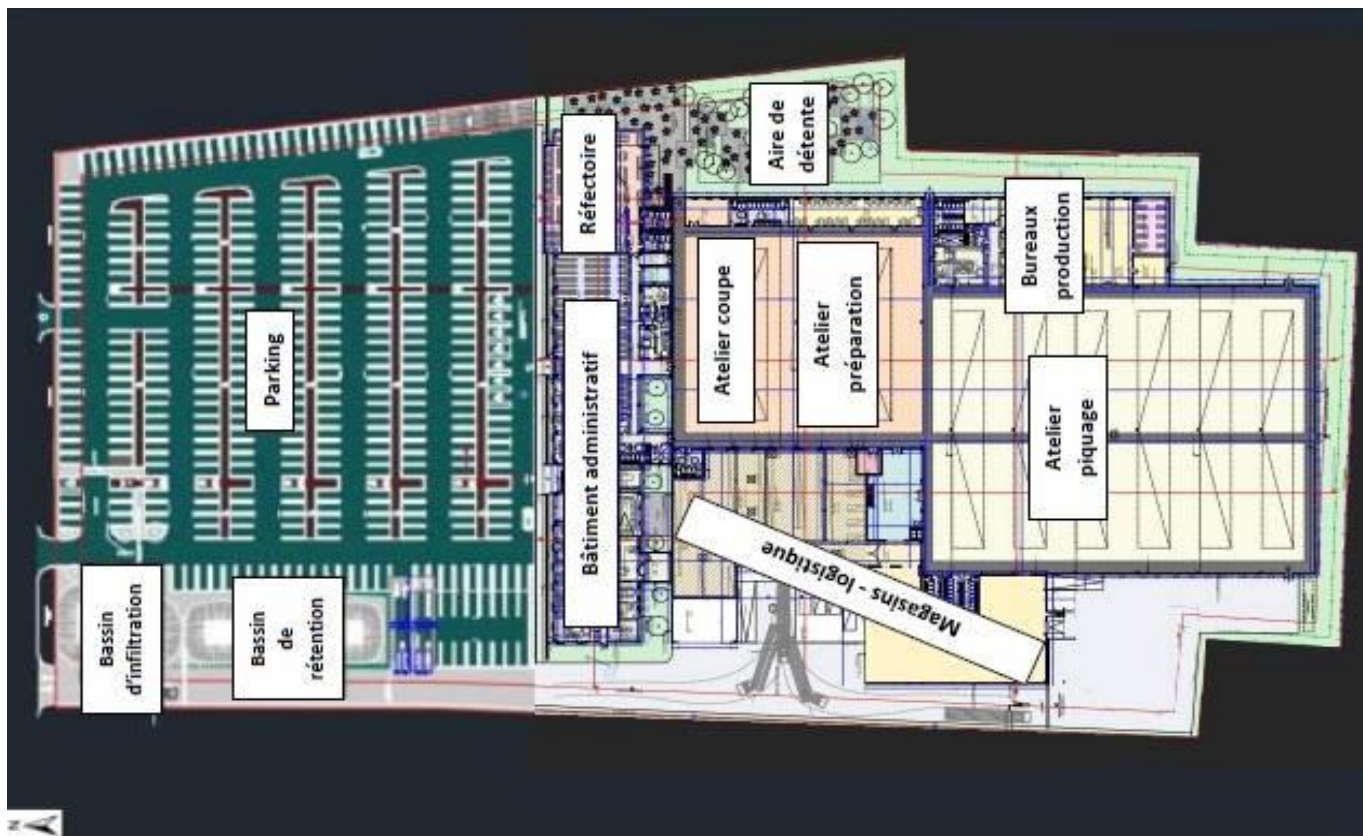 Parking
Bassin
d'infiltration
Bassin
de
rétention
Réfectoire
Bâtiment administratif
Aire de
détente
Atelier coupe
Atelier
préparation
Bureaux
production
Atelier
piquage
Magasins - logistique
N